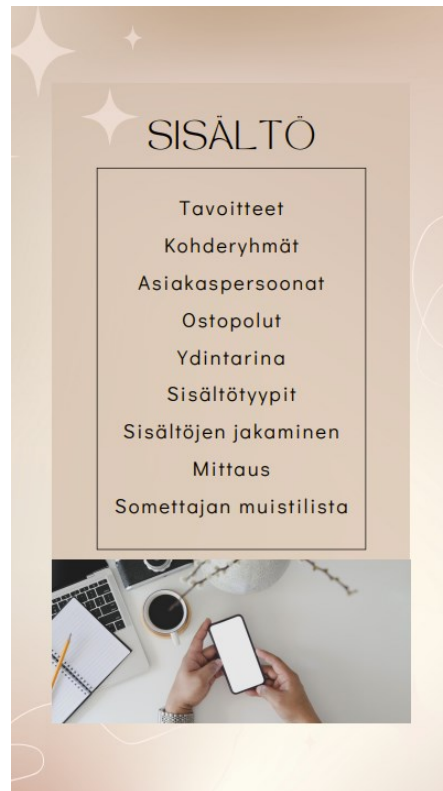 SISÄLTÖ
Tavoitteet
Kohderyhmät
Asiakaspersoonat
Ostopolut
Ydintarina
Sisältötyypit
Sisältöjen jakaminen
Mittaus
Somettajan muistilista